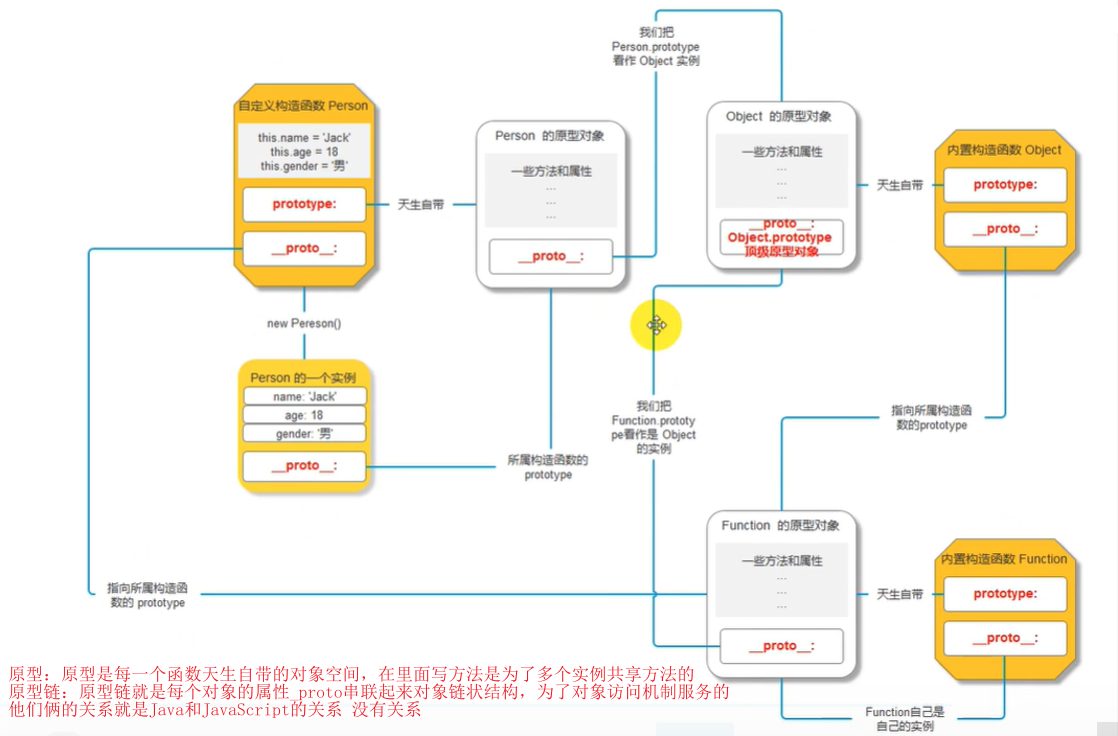 我们把
Person.prototype
看作 Object 实例
自定义构造函数 Person
this.name = 'Jack'
this.age = 18
this.gender = '男'
prototype:
__proto__:
天生自带
Person 的原型对象
一些方法和属性
...
...
...
__proto__:
Object 的原型对象
一些方法和属性
...
...
...
__proto__:
Object.prototype
顶级原型对象
天生自带
内置构造函数 Object
prototype:
__proto__:
new Pereson()
Person 的一个实例
name: 'Jack'
age: 18
gender: '男'
__proto__:
所属构造函数的
prototype
我们把
Function.prototy
pe看作是 Object
的实例
指向所属构造函
数的prototype
指向所属构造函
数的 prototype
Function 的原型对象
一些方法和属性
...
...
...
__proto__:
天生自带
内置构造函数 Function
prototype:
__proto__:
Function自己是
自己的实例
原型：原型是每一个函数天生自带的对象空间，在里面写方法是为了多个实例共享方法的
原型链：原型链就是每个对象的属性_proto串联起来对象链状结构，为了对象访问机制服务的
他们俩的关系就是Java和JavaScript的关系 没有关系